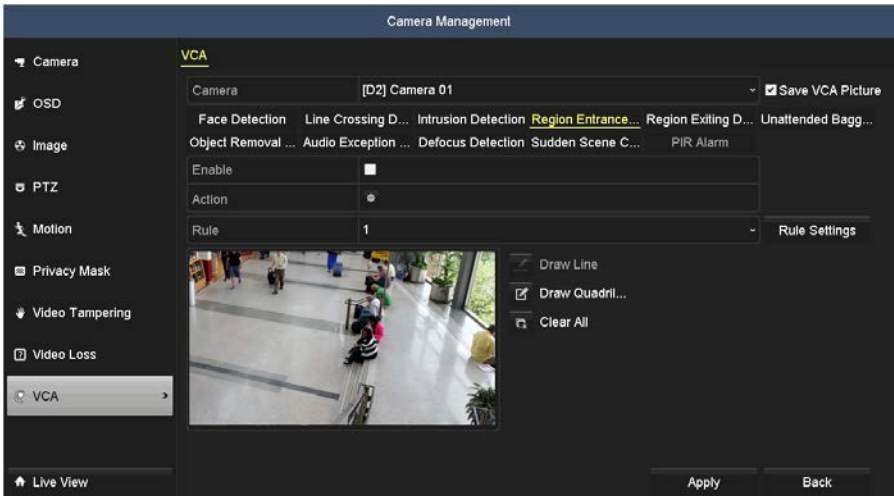 Camera Management
Camera
OSD
Image
PTZ
Motion
Privacy Mask
Video Tampering
Video Loss
VCA
Live View
VCA
Camera [D2] Camera 01 Save VCA Picture
Face Detection Line Crossing D... Intrusion Detection Region Entrance... Region Exiting D... Unattended Bagg...
Object Removal ... Audio Exception ... Defocus Detection Sudden Scene C... PIR Alarm
Enable
Action
Rule 1 Rule Settings
Draw Line
Draw Quadril...
Clear All
Apply Back